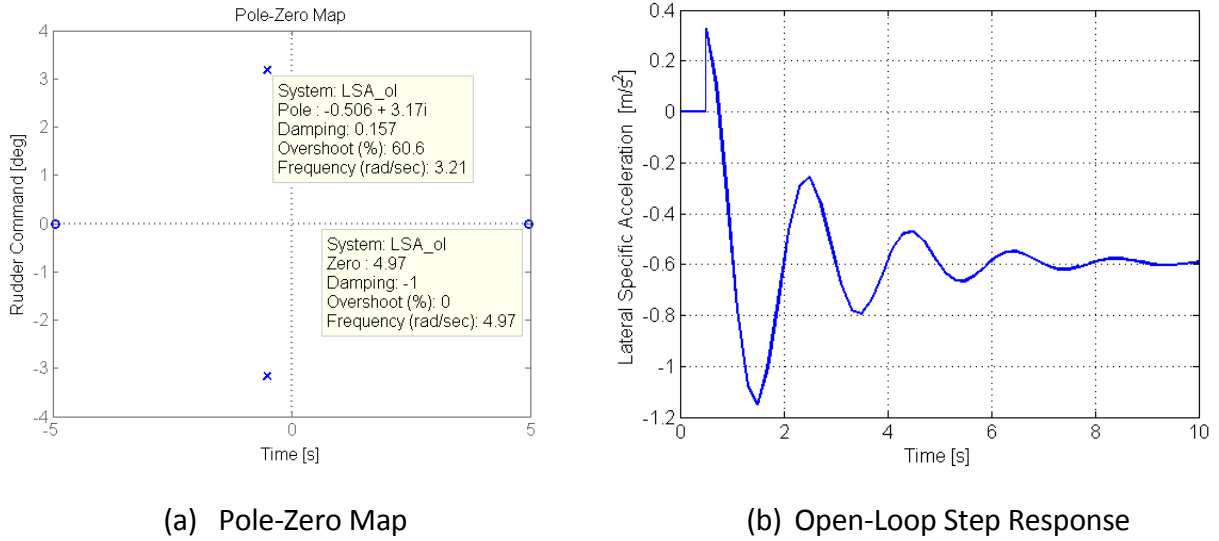 Pole-Zero Map
4
3
2
1
0
-1
-2
-3
-4
Rudder Command [deg]
System: LSA_ol
Pole : -0.506 + 3.17i
Damping: 0.157
Overshoot (%): 60.6
Frequency (rad/sec): 3.21
System: LSA_ol
Zero : 4.97
Damping: -1
Overshoot (%): 0
Frequency (rad/sec): 4.97
-5 0 5
Time [s]
(a) Pole-Zero Map
0.4
0.2
0
-0.2
-0.4
-0.6
-0.8
-1
-1.2
Lateral Specific Acceleration [m/s²]
0 2 4 6 8 10
Time [s]
(b) Open-Loop Step Response